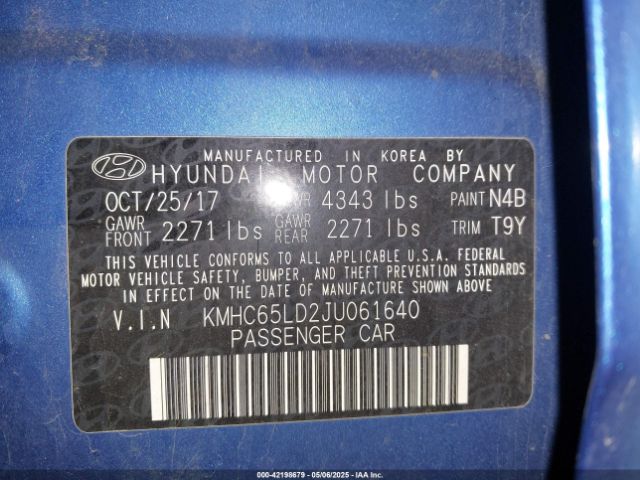 MANUFACTURED IN KOREA BY
HYUNDAI MOTOR COMPANY
OCT/25/17 4343 lbs PAINT N4B
GAWR FRONT 2271 lbs GAWR REAR 2271 lbs TRIM T9Y
THIS VEHICLE CONFORMS TO ALL APPLICABLE U.S.A. FEDERAL
MOTOR VEHICLE SAFETY, BUMPER, AND THEFT PREVENTION STANDARDS
IN EFFECT ON THE DATE OF MANUFACTURE SHOWN ABOVE.
V.I.N KMHC65LD2JU061640
PASSENGER CAR
© IAA - 42198679 - 05/06/2025 - IAAI.COM